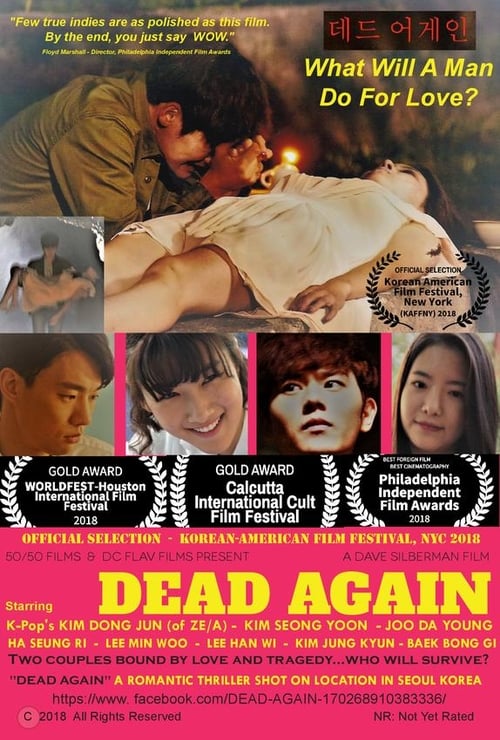 "Few true indies are as polished as this film.
By the end, you just say  WOW."
Floyd Marshall - Director, Philadelphia Independent Film Awards
데드 어게인
What Will A Man
Do For Love?
OFFICIAL SELECTION
Korean American
Film Festival,
New York
(KAFFNY) 2018
GOLD AWARD
WORLDFEST-Houston
International Film
Festival
2018
GOLD AWARD
Calcutta
International Cult
Film Festival
BEST FOREIGN FILM
BEST CINEMATOGRAPHY
Philadelphia
Independent
Film Awards
2018
OFFICIAL SELECTION - KOREAN-AMERICAN FILM FESTIVAL, NYC 2018
50/50 FILMS & DC FLAV FILMS PRESENT
A DAVE SILBERMAN FILM
DEAD AGAIN
Starring
K-Pop's KIM DONG JUN (of ZE/A) - KIM SEONG YOON - JOO DA YOUNG
HA SEUNG RI - LEE MIN WOO - LEE HAN WI - KIM JUNG KYUN - BAEK BONG GI
TWO COUPLES BOUND BY LOVE AND TRAGEDY...WHO WILL SURVIVE?
"DEAD AGAIN" A ROMANTIC THRILLER SHOT ON LOCATION IN SEOUL KOREA
https://www. facebook.com/DEAD-AGAIN-170268910383336/
© 2018 All Rights Reserved
NR: Not Yet Rated